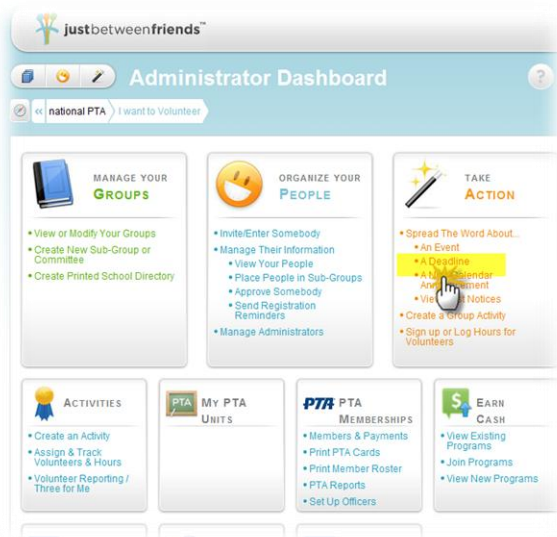 justbetweenfriends™
Administrator Dashboard
?
« national PTA I want to Volunteer
MANAGE YOUR
GROUPS
• View or Modify Your Groups
• Create New Sub-Group or
Committee
• Create Printed School Directory
ORGANIZE YOUR
PEOPLE
• Invite/Enter Somebody
• Manage Their Information
• View Your People
• Place People in Sub-Groups
• Approve Somebody
• Send Registration
Reminders
• Manage Administrators
TAKE
ACTION
• Spread The Word About...
• An Event
• A Deadline
• A
• Create a Group Activity
• Sign up or Log Hours for
Volunteers
ACTIVITIES
• Create an Activity
• Assign & Track
Volunteers & Hours
• Volunteer Reporting /
Three for Me
PTA
MY PTA
UNITS
PTA PTA
MEMBERSHIPS
• Members & Payments
• Print PTA Cards
• Print Member Roster
• PTA Reports
• Set Up Officers
$
EARN
CASH
• View Existing
Programs
• Join Programs
• View New Programs